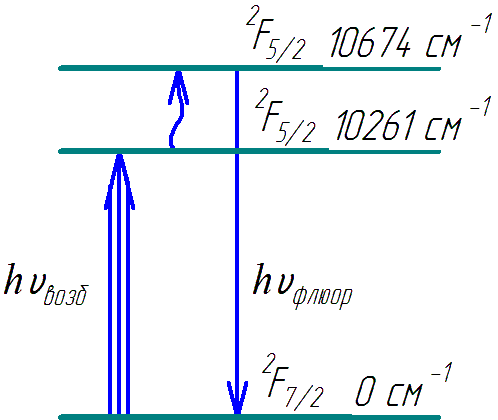 ²F₅/₂ 10674 см⁻¹
²F₅/₂ 10261 см⁻¹
hνвозб hνфлюор
²F₇/₂ 0 см⁻¹